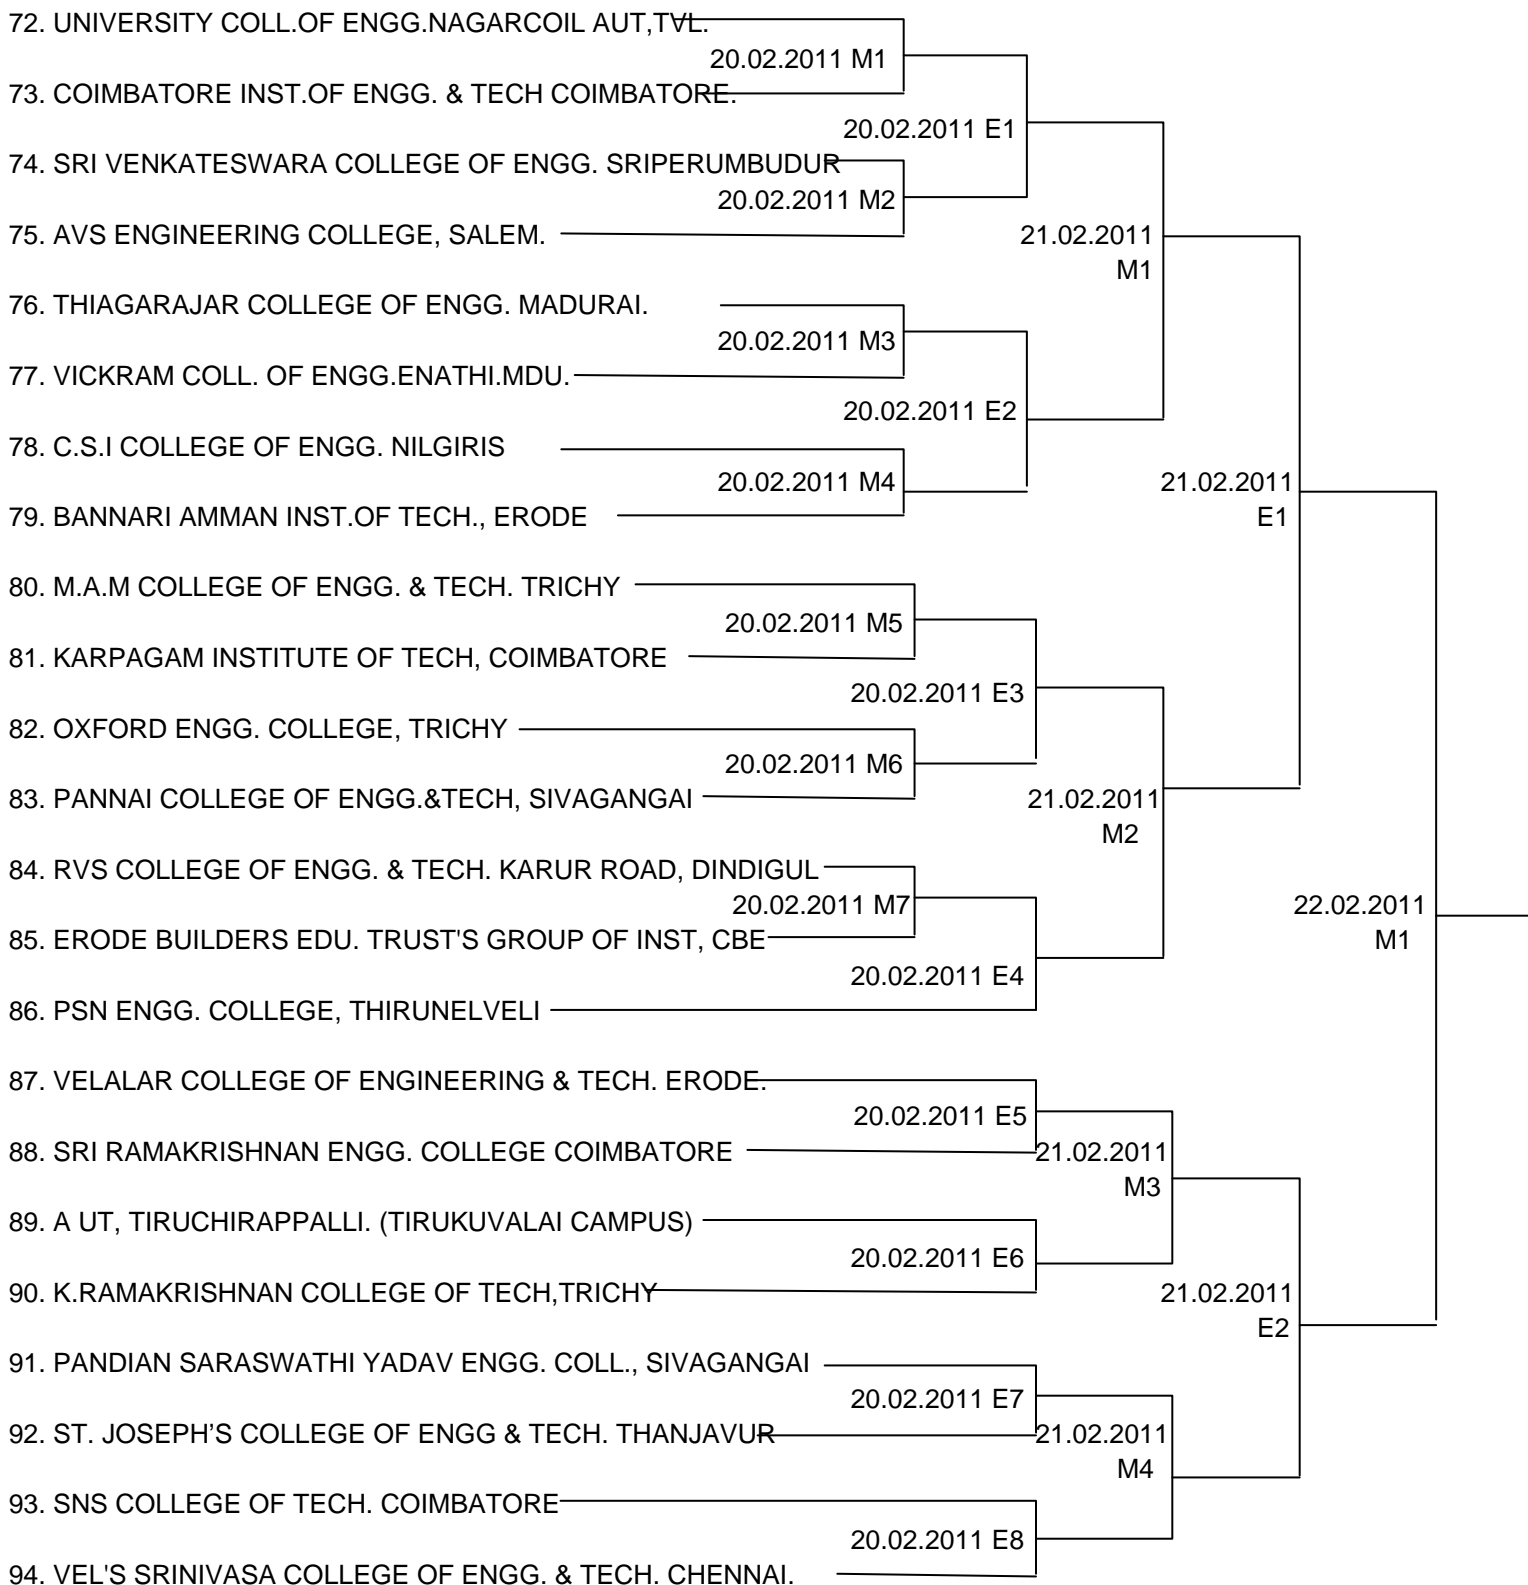 72. UNIVERSITY COLL.OF ENGG.NAGARCOIL AUT,TVL.
20.02.2011 M1
73. COIMBATORE INST.OF ENGG. & TECH COIMBATORE.
20.02.2011 E1
74. SRI VENKATESWARA COLLEGE OF ENGG. SRIPERUMBUDUR
20.02.2011 M2
75. AVS ENGINEERING COLLEGE, SALEM.
21.02.2011
M1
76. THIAGARAJAR COLLEGE OF ENGG. MADURAI.
20.02.2011 M3
77. VICKRAM COLL. OF ENGG.ENATHI.MDU.
20.02.2011 E2
78. C.S.I COLLEGE OF ENGG. NILGIRIS
20.02.2011 M4
21.02.2011
E1
79. BANNARI AMMAN INST.OF TECH., ERODE
80. M.A.M COLLEGE OF ENGG. & TECH. TRICHY
20.02.2011 M5
81. KARPAGAM INSTITUTE OF TECH, COIMBATORE
20.02.2011 E3
82. OXFORD ENGG. COLLEGE, TRICHY
20.02.2011 M6
83. PANNAI COLLEGE OF ENGG.&TECH, SIVAGANGAI
21.02.2011
M2
84. RVS COLLEGE OF ENGG. & TECH. KARUR ROAD, DINDIGUL
20.02.2011 M7
22.02.2011
M1
85. ERODE BUILDERS EDU. TRUST'S GROUP OF INST, CBE
20.02.2011 E4
86. PSN ENGG. COLLEGE, THIRUNELVELI
87. VELALAR COLLEGE OF ENGINEERING & TECH. ERODE.
20.02.2011 E5
88. SRI RAMAKRISHNAN ENGG. COLLEGE COIMBATORE
21.02.2011
M3
89. A UT, TIRUCHIRAPPALLI. (TIRUKUVALAI CAMPUS)
20.02.2011 E6
90. K.RAMAKRISHNAN COLLEGE OF TECH,TRICHY
21.02.2011
E2
91. PANDIAN SARASWATHI YADAV ENGG. COLL., SIVAGANGAI
20.02.2011 E7
92. ST. JOSEPH’S COLLEGE OF ENGG & TECH. THANJAVUR
21.02.2011
M4
93. SNS COLLEGE OF TECH. COIMBATORE
20.02.2011 E8
94. VEL'S SRINIVASA COLLEGE OF ENGG. & TECH. CHENNAI.